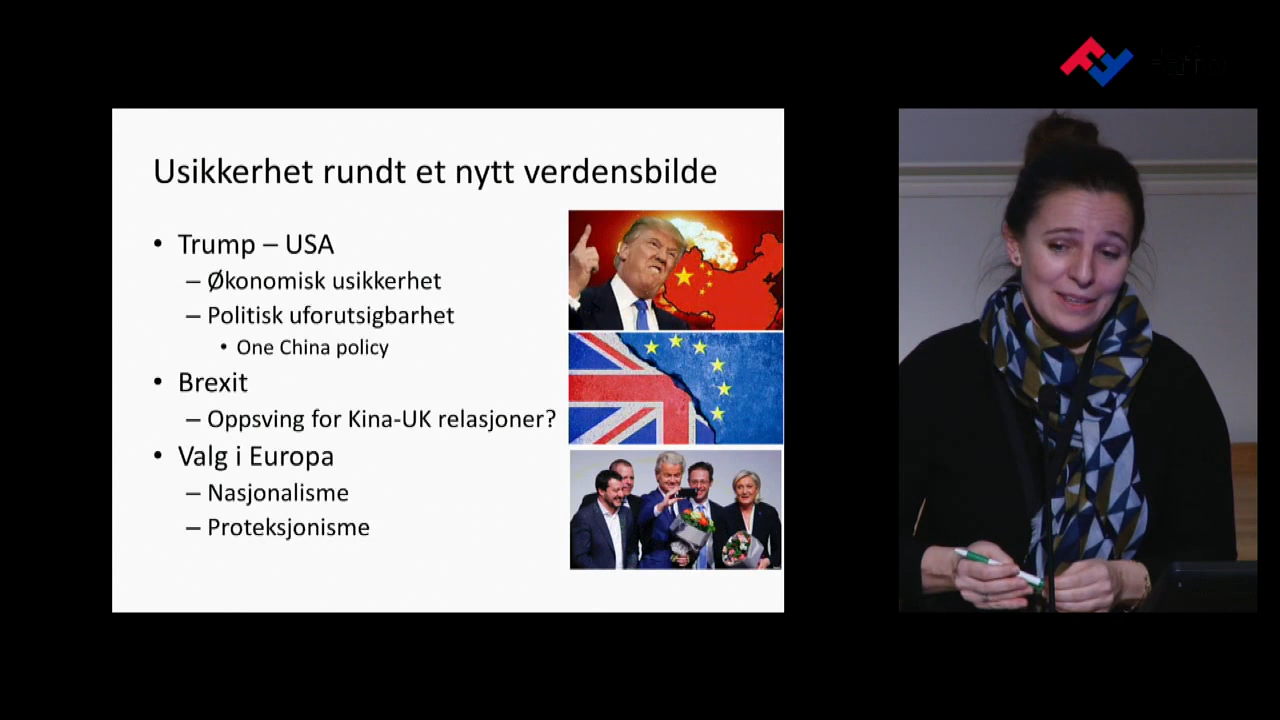 Usikkerhet rundt et nytt verdensbilde
• Trump – USA
– Økonomisk usikkerhet
– Politisk uforutsigbarhet
• One China policy
• Brexit
– Oppsving for Kina-UK relasjoner?
• Valg i Europa
– Nasjonalisme
– Proteksjonisme